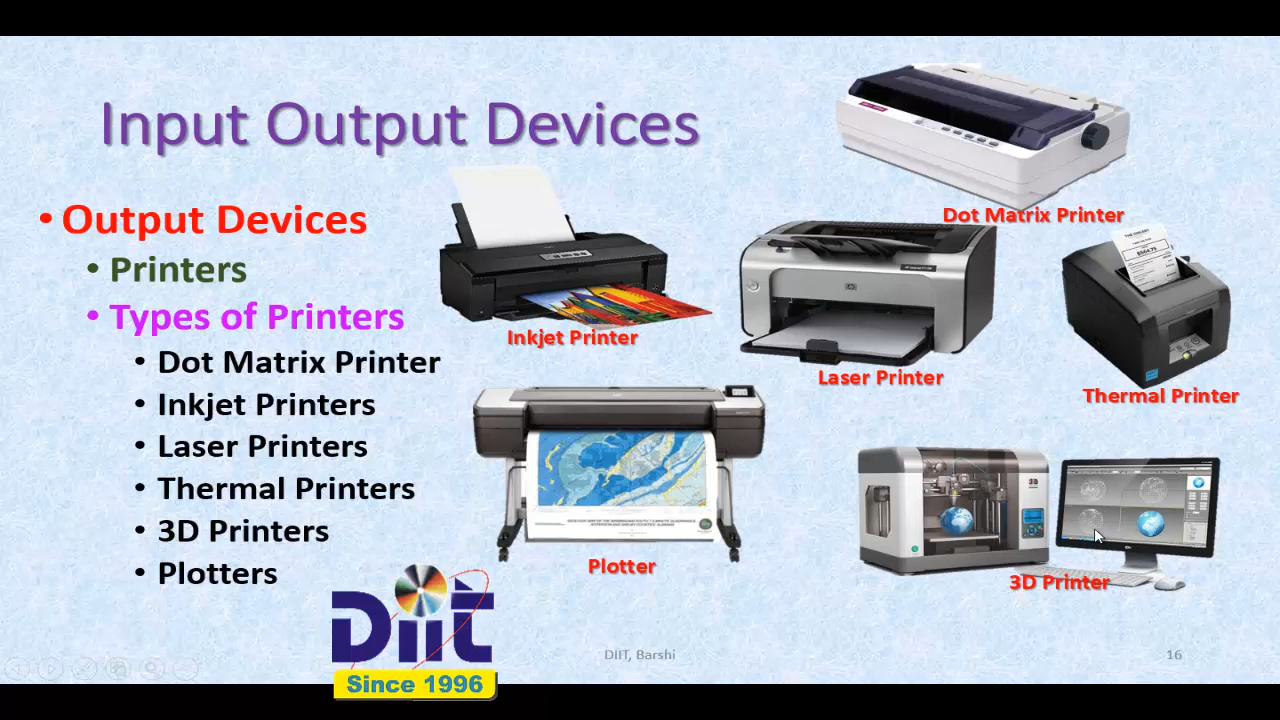 Input Output Devices
• Output Devices
• Printers
• Types of Printers
• Dot Matrix Printer
• Inkjet Printers
• Laser Printers
• Thermal Printers
• 3D Printers
• Plotters
Dot Matrix Printer
Inkjet Printer
Laser Printer
Thermal Printer
Plotter
3D Printer
Diit
Since 1996
DIIT, Barshi
16